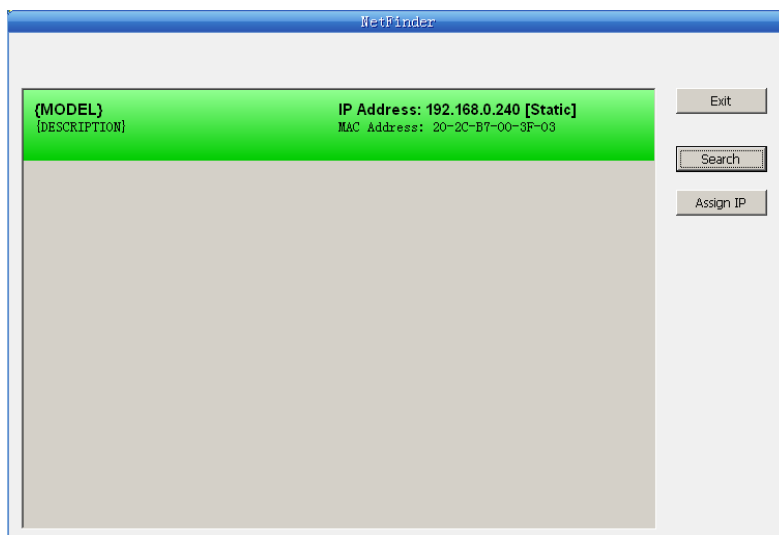 NetFinder
{MODEL}
{DESCRIPTION}
IP Address: 192.168.0.240 [Static]
MAC Address: 20-2C-B7-00-3F-03
Exit
Search
Assign IP